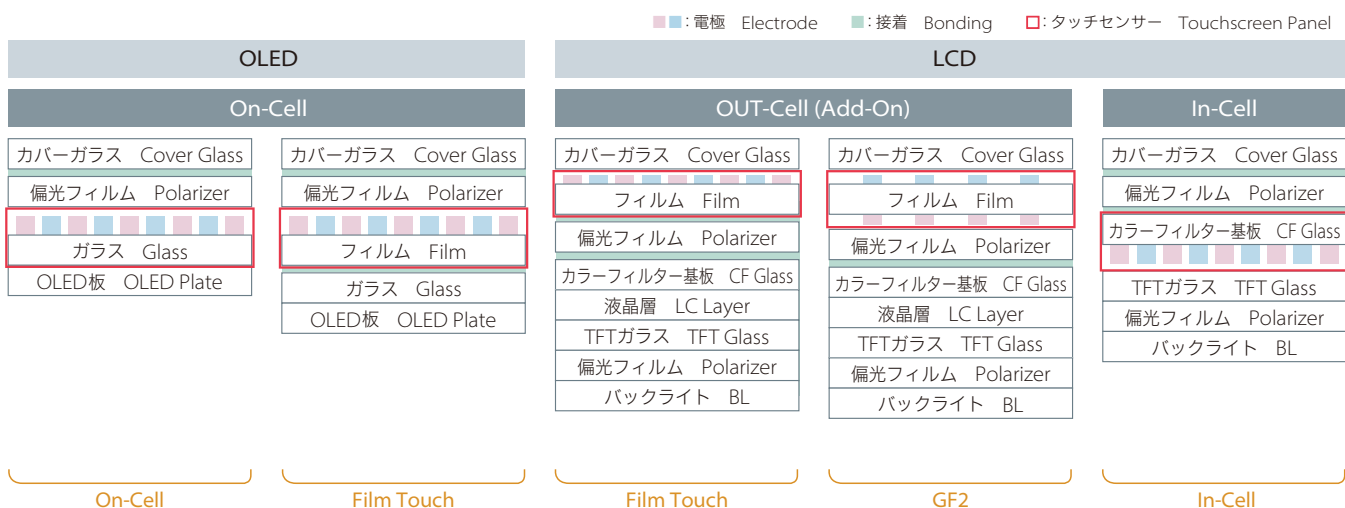 ：電極 Electrode ：接着 Bonding ：タッチセンサー Touchscreen Panel
OLED
LCD
On-Cell
OUT-Cell (Add-On)
In-Cell
カバーガラス Cover Glass
偏光フィルム Polarizer
ガラス Glass
OLED板 OLED Plate
カバーガラス Cover Glass
偏光フィルム Polarizer
フィルム Film
ガラス Glass
OLED板 OLED Plate
カバーガラス Cover Glass
フィルム Film
偏光フィルム Polarizer
カラーフィルター基板 CF Glass
液晶層 LC Layer
TFTガラス TFT Glass
偏光フィルム Polarizer
バックライト BL
カバーガラス Cover Glass
フィルム Film
偏光フィルム Polarizer
カラーフィルター基板 CF Glass
液晶層 LC Layer
TFTガラス TFT Glass
偏光フィルム Polarizer
バックライト BL
カバーガラス Cover Glass
偏光フィルム Polarizer
カラーフィルター基板 CF Glass
TFTガラス TFT Glass
偏光フィルム Polarizer
バックライト BL
On-Cell
Film Touch
Film Touch
GF2
In-Cell